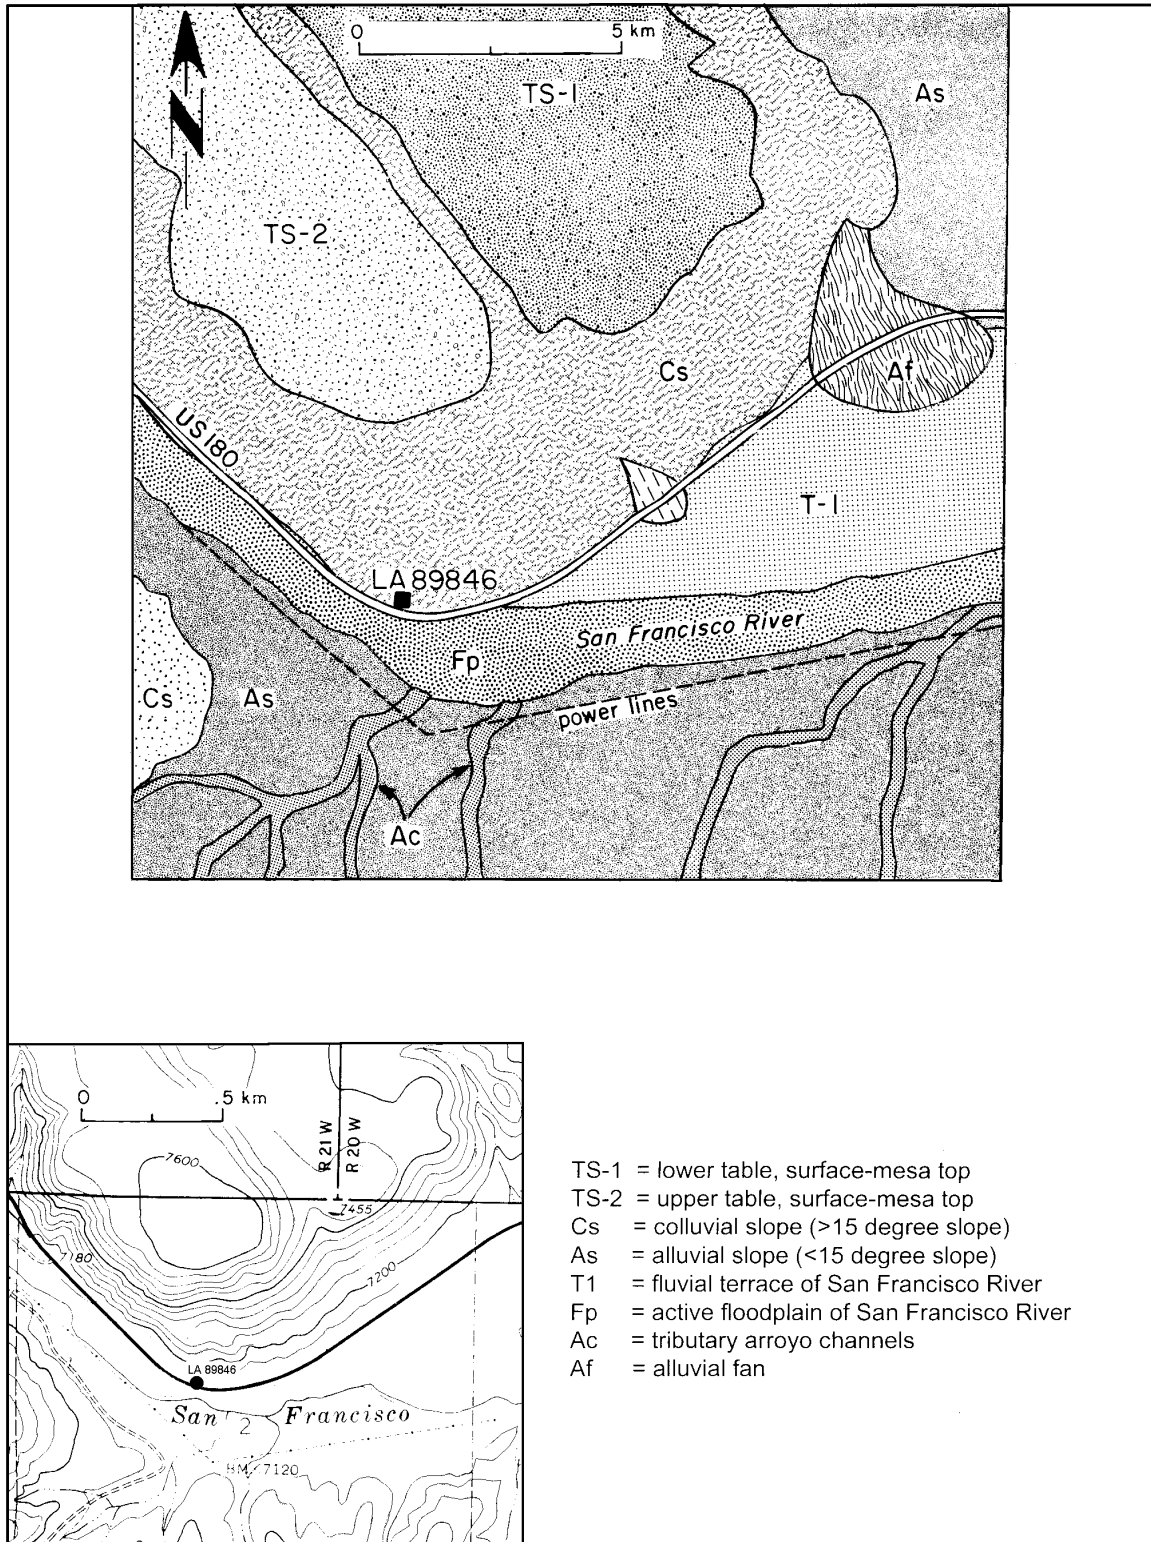 0 5 km
N
TS-1
As
TS-2
Cs
Af
US 180
T-1
LA 89846
San Francisco River
Fp
Cs
As
power lines
Ac
0 .5 km
R 21 W
R 20 W
7600
7455
7180
7200
LA 89846
San Francisco
2
BM 7120
TS-1 = lower table, surface-mesa top
TS-2 = upper table, surface-mesa top
Cs = colluvial slope (>15 degree slope)
As = alluvial slope (<15 degree slope)
T1 = fluvial terrace of San Francisco River
Fp = active floodplain of San Francisco River
Ac = tributary arroyo channels
Af = alluvial fan